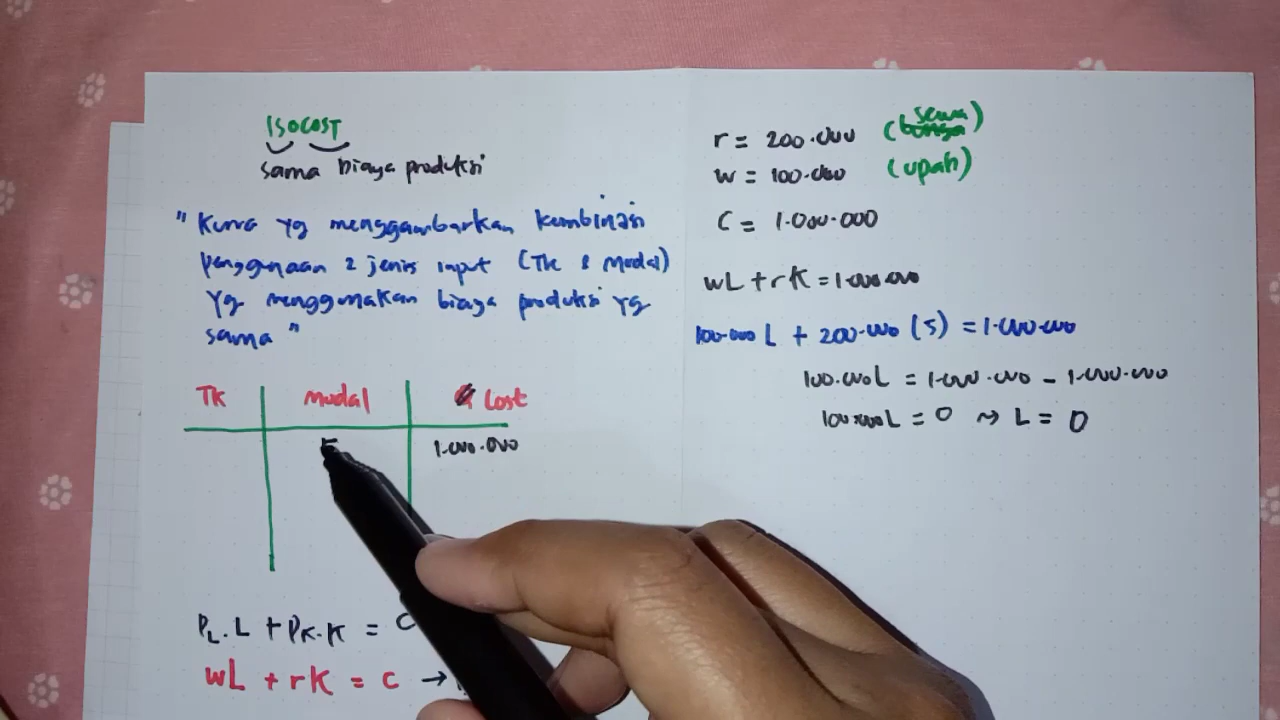 ISOCOST
sama biaya produksi
"Kurva yg menggambarkan kombinasi
penggunaan 2 jenis input (TK & Modal)
yg menggunakan biaya produksi yg
sama"
TK modal Cost
5 1.000.000
PL.L + PK.K = C
wL + rK = C →
r = 200.000 (sewa)
w = 100.000 (upah)
C = 1.000.000
wL + rK = 1.000.000
100.000 L + 200.000 (5) = 1.000.000
100.000L = 1.000.000 - 1.000.000
100.000L = 0 ~> L = 0